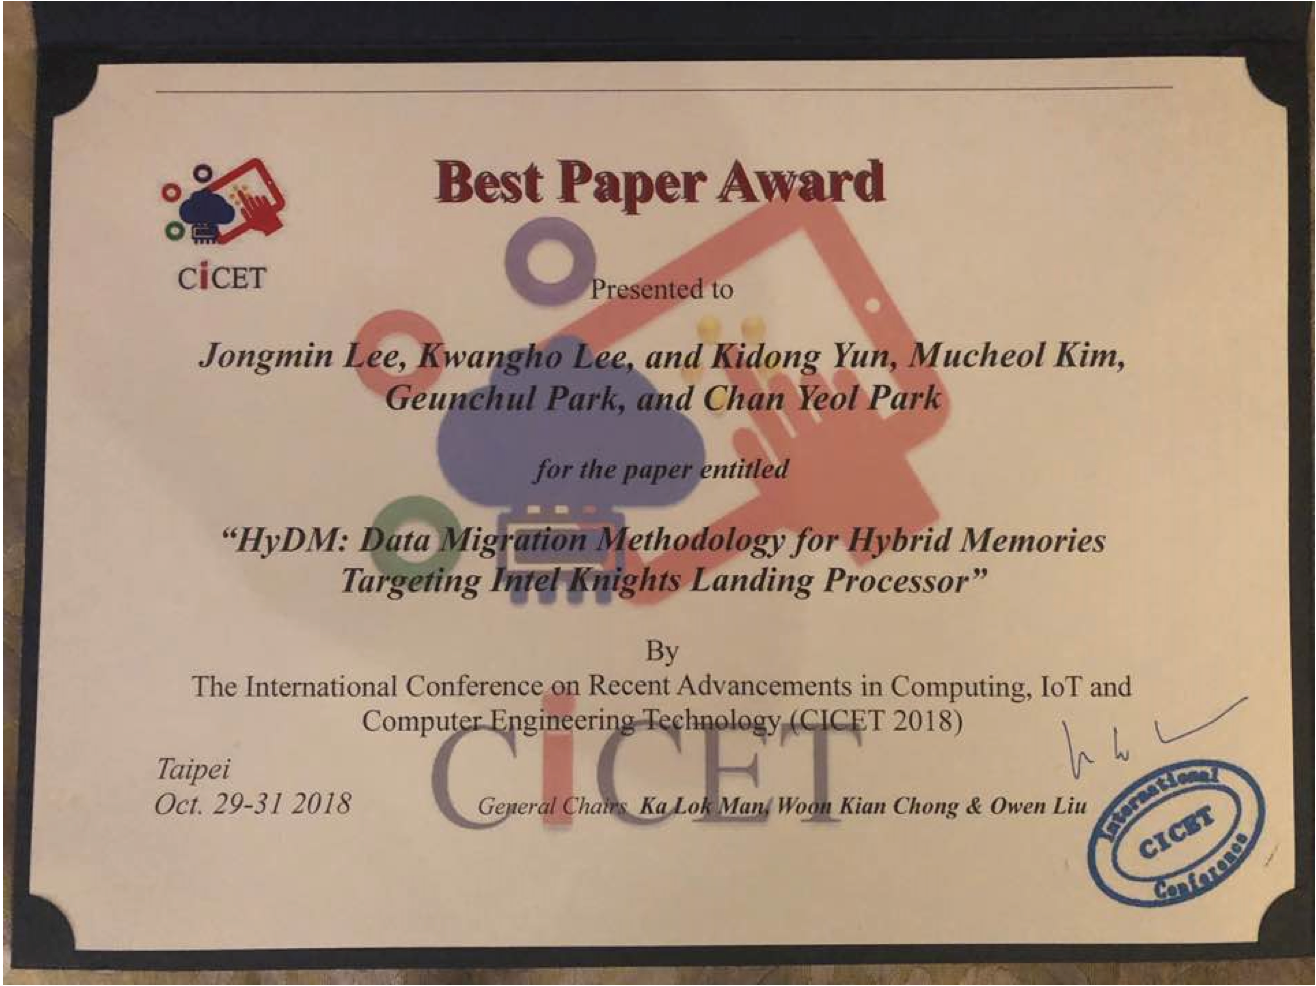 Best Paper Award
CiCET
Presented to
Jongmin Lee, Kwangho Lee, and Kidong Yun, Mucheol Kim,
Geunchul Park, and Chan Yeol Park
for the paper entitled
“HyDM: Data Migration Methodology for Hybrid Memories
Targeting Intel Knights Landing Processor”
By
The International Conference on Recent Advancements in Computing, IoT and
Computer Engineering Technology (CICET 2018)
CiCET
Taipei
Oct. 29-31 2018
General Chairs Ka Lok Man, Woon Kian Chong & Owen Liu
International
CICET
Conference